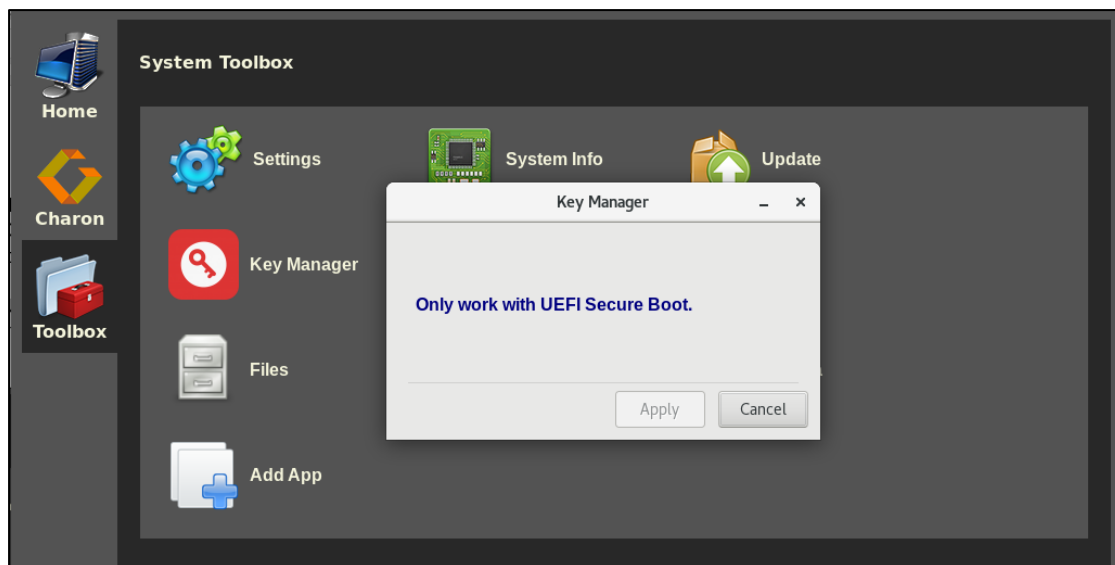 System Toolbox
Home
Settings
System Info
Update
Key Manager
Charon
Key Manager
Only work with UEFI Secure Boot.
Toolbox
Files
Apply
Cancel
Add App